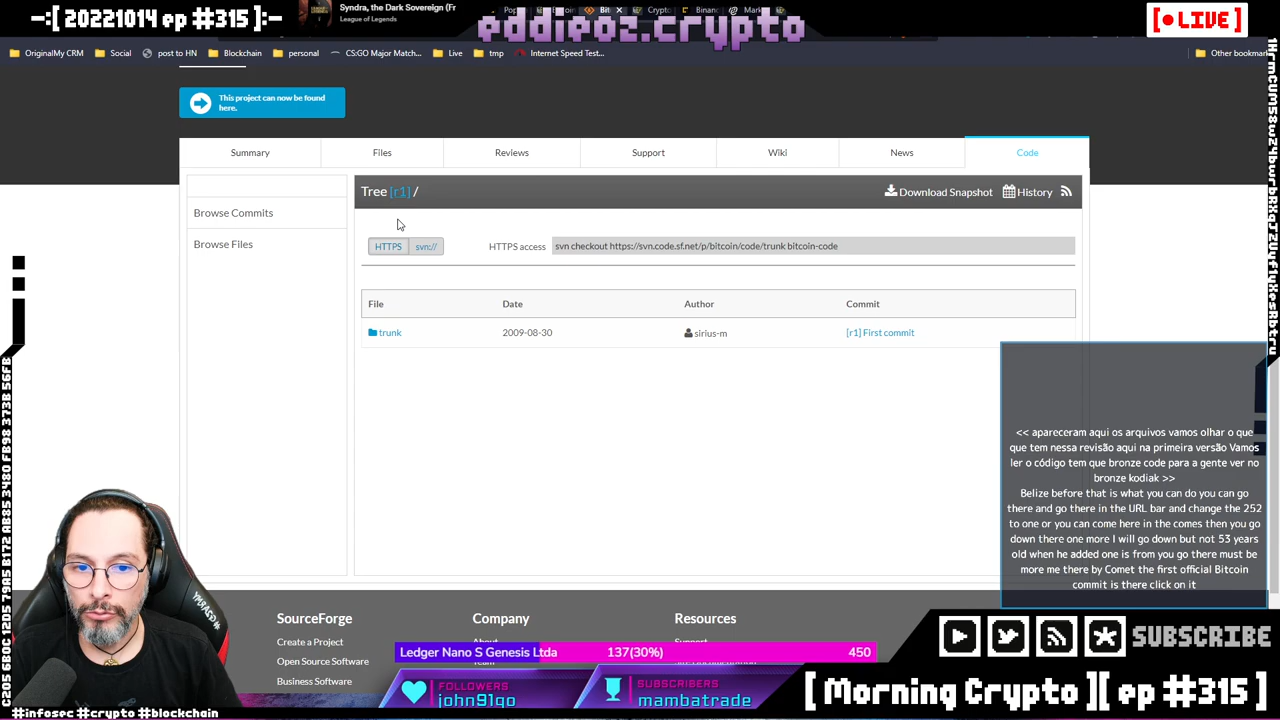 -:[ 20221014 ep #315]:-
Syndra, the Dark Sovereign (Fr
League of Legends
eddieoz.crypto
[● LIVE]
OriginalMy CRM
Social
post to HN
Blockchain
personal
CS:GO Major Match...
Live
tmp
Internet Speed Test...
Other bookmar
This project can now be found
here.
Summary
Files
Reviews
Support
Wiki
News
Code
Browse Commits
Browse Files
Tree [r1] /
Download Snapshot
History
HTTPS
svn://
HTTPS access
svn checkout https://svn.code.sf.net/p/bitcoin/code/trunk bitcoin-code
File Date Author Commit
trunk 2009-08-30 sirius-m [r1] First commit
<< apareceram aqui os arquivos vamos olhar o que
que tem nessa revisão aqui na primeira versão Vamos
ler o código tem que bronze code para a gente ver no
bronze kodiak >>
Belize before that is what you can do you can go
there and go there in the URL bar and change the 252
to one or you can come here in the comes then you go
down there one more I will go down but not 53 years
old when he added one is from you go there must be
more me there by Comet the first official Bitcoin
commit is there click on it
SourceForge
Create a Project
Open Source Software
Business Software
Company
About
Team
Resources
Support
Ledger Nano S Genesis Ltda 137(30%) 450
FOLLOWERS
john91go
SUBSCRIBERS
mambatrade
SUBSCRIBE
[ Morning Crypto ][ ep #315 ]
#infosec #crypto #blockchain